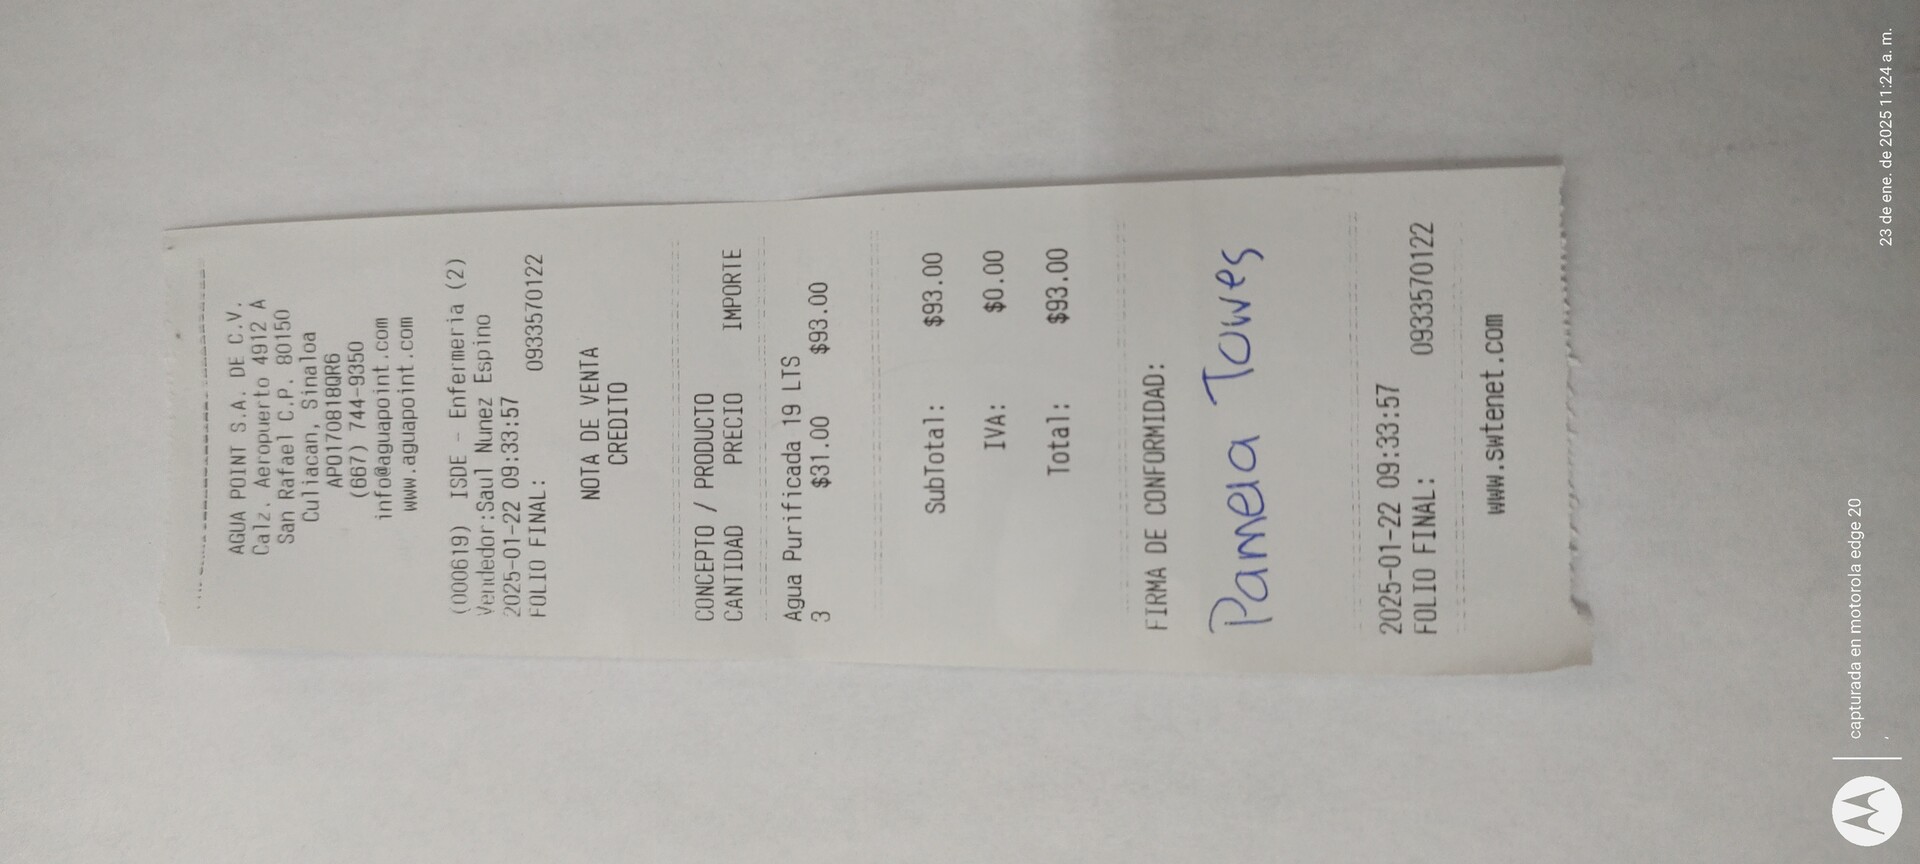 AGUA POINT S.A. DE C.V.
Calz. Aeropuerto 4912 A
San Rafael C.P. 80150
Culiacan, Sinaloa
APO170818QR6
(667) 744-9350
info@aguapoint.com
www.aguapoint.com
(000619) ISDE - Enfermeria (2)
Vendedor:Saul Nunez Espino
2025-01-22 09:33:57
FOLIO FINAL: 0933570122
NOTA DE VENTA
CREDITO
CONCEPTO / PRODUCTO
CANTIDAD PRECIO IMPORTE
Agua Purificada 19 LTS
3 $31.00 $93.00
SubTotal: $93.00
IVA: $0.00
Total: $93.00
FIRMA DE CONFORMIDAD:
Pamela Torres
2025-01-22 09:33:57
FOLIO FINAL: 0933570122
www.swtenet.com
capturada en motorola edge 20
,
23 de ene. de 2025 11:24 a. m.